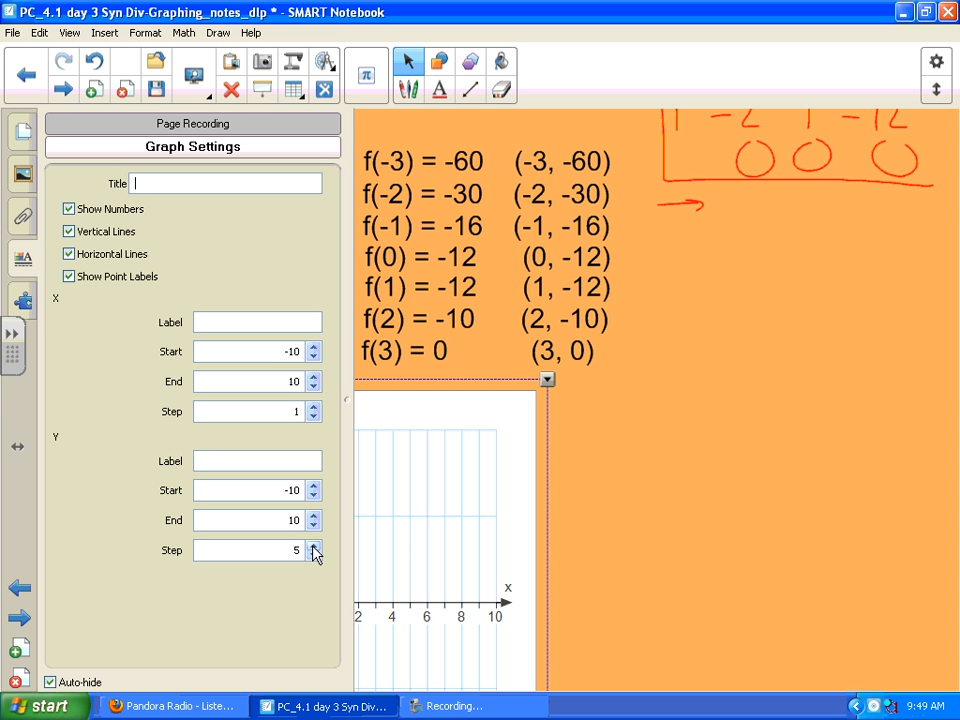 PC_4.1 day 3 Syn Div-Graphing_notes_dlp * - SMART Notebook
File Edit View Insert Format Math Draw Help
π
A
Page Recording
Graph Settings
Title
Show Numbers
Vertical Lines
Horizontal Lines
Show Point Labels
X
Label
Start -10
End 10
Step 1
Y
Label
Start -10
End 10
Step 5
Auto-hide
1 -2 1 -12
f(-3) = -60 (-3, -60)
f(-2) = -30 (-2, -30)
f(-1) = -16 (-1, -16)
f(0) = -12 (0, -12)
f(1) = -12 (1, -12)
f(2) = -10 (2, -10)
f(3) = 0 (3, 0)
x
2 4 6 8 10
start
Pandora Radio - Liste...
PC_4.1 day 3 Syn Div...
Recording...
9:49 AM